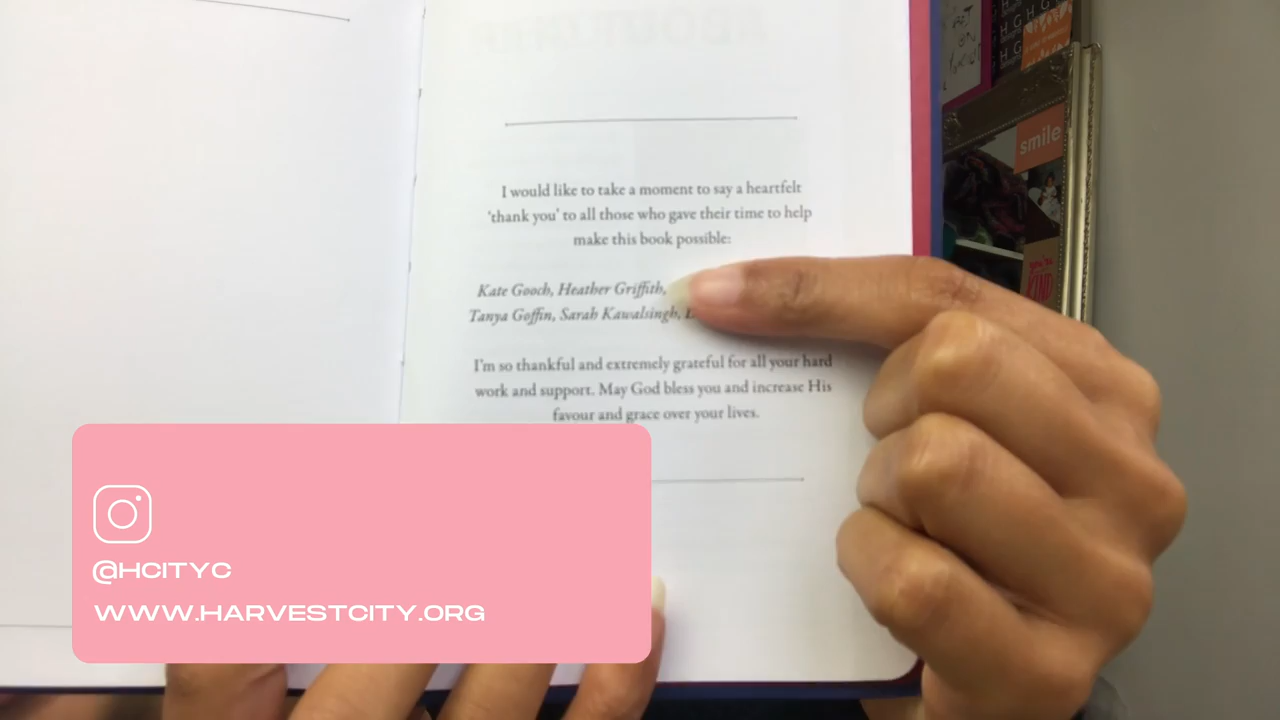 I would like to take a moment to say a heartfelt
'thank you' to all those who gave their time to help
make this book possible:
Kate Gooch, Heather Griffith,
Tanya Goffin, Sarah Kawalsingh,
I'm so thankful and extremely grateful for all your hard
work and support. May God bless you and increase His
favour and grace over your lives.
smile
@HCITYC
WWW.HARVESTCITY.ORG